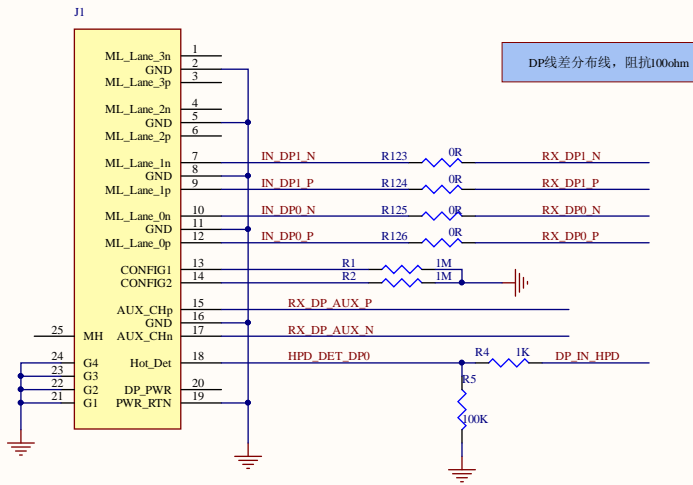 J1
ML_Lane_3n 1
GND 2
ML_Lane_3p 3
DP线差分布线，阻抗100ohm
ML_Lane_2n 4
GND 5
ML_Lane_2p 6
ML_Lane_1n 7 IN_DP1_N R123 0R RX_DP1_N
GND 8
ML_Lane_1p 9 IN_DP1_P R124 0R RX_DP1_P
ML_Lane_0n 10 IN_DP0_N R125 0R RX_DP0_N
GND 11
ML_Lane_0p 12 IN_DP0_P R126 0R RX_DP0_P
CONFIG1 13 R1 1M
CONFIG2 14 R2 1M
AUX_CHp 15 RX_DP_AUX_P
GND 16
25 MH AUX_CHn 17 RX_DP_AUX_N
24 G4 Hot_Det 18 HPD_DET_DP0 R4 1K DP_IN_HPD
23 G3
22 G2 DP_PWR 20
21 G1 PWR_RTN 19
R5
100K